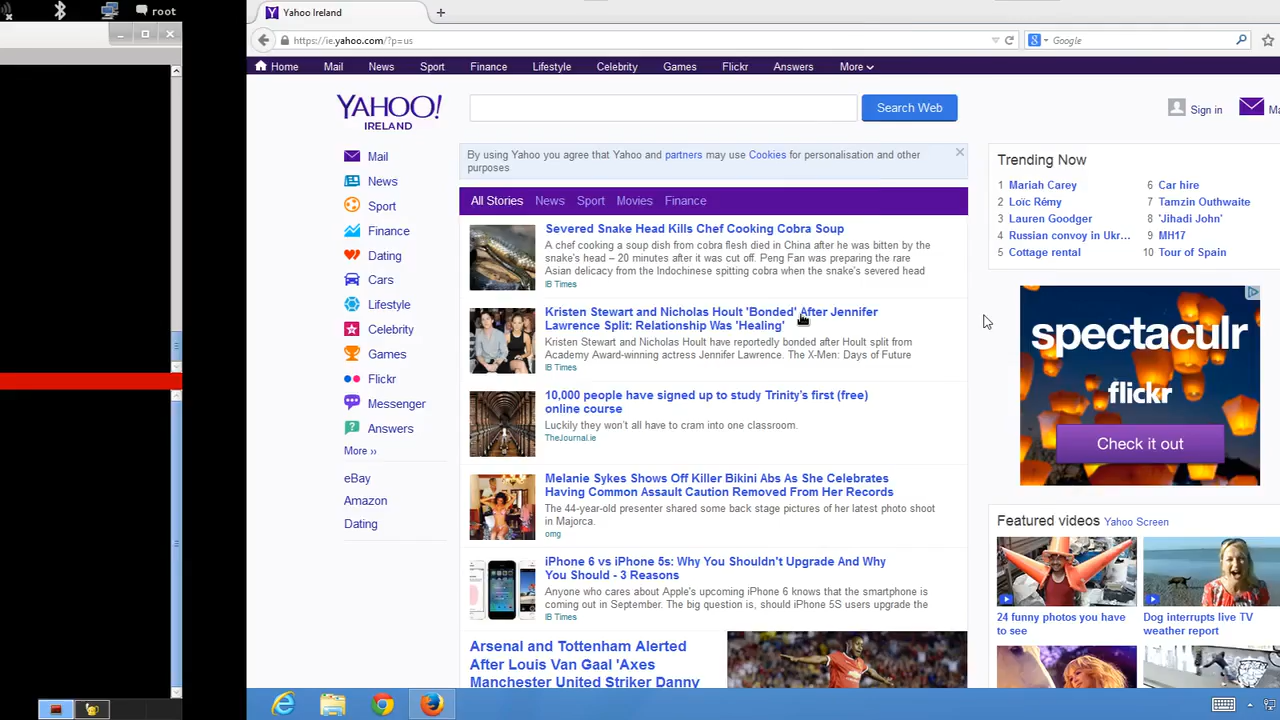 root
Yahoo Ireland
https://ie.yahoo.com/?p=us
Google
Home Mail News Sport Finance Lifestyle Celebrity Games Flickr Answers More
YAHOO!
IRELAND
Search Web
Sign in
By using Yahoo you agree that Yahoo and partners may use Cookies for personalisation and other
purposes
Mail
News
Sport
Finance
Dating
Cars
Lifestyle
Celebrity
Games
Flickr
Messenger
Answers
More ››
eBay
Amazon
Dating
All Stories News Sport Movies Finance
Severed Snake Head Kills Chef Cooking Cobra Soup
A chef cooking a soup dish from cobra flesh died in China after he was bitten by the
snake's head – 20 minutes after it was cut off. Peng Fan was preparing the rare
Asian delicacy from the Indochinese spitting cobra when the snake's severed head
IB Times
Kristen Stewart and Nicholas Hoult 'Bonded' After Jennifer
Lawrence Split: Relationship Was 'Healing'
Kristen Stewart and Nicholas Hoult have reportedly bonded after Hoult split from
Academy Award-winning actress Jennifer Lawrence. The X-Men: Days of Future
IB Times
10,000 people have signed up to study Trinity's first (free)
online course
Luckily they won't all have to cram into one classroom.
TheJournal.ie
Melanie Sykes Shows Off Killer Bikini Abs As She Celebrates
Having Common Assault Caution Removed From Her Records
The 44-year-old presenter shared some back stage pictures of her latest photo shoot
in Majorca.
omg
iPhone 6 vs iPhone 5s: Why You Shouldn't Upgrade And Why
You Should - 3 Reasons
Anyone who cares about Apple's upcoming iPhone 6 knows that the smartphone is
coming out in September. The big question is, should iPhone 5S users upgrade the
IB Times
Arsenal and Tottenham Alerted
After Louis Van Gaal 'Axes
Manchester United Striker Danny
Trending Now
1 Mariah Carey
2 Loïc Rémy
3 Lauren Goodger
4 Russian convoy in Ukr...
5 Cottage rental
6 Car hire
7 Tamzin Outhwaite
8 'Jihadi John'
9 MH17
10 Tour of Spain
spectaculr
flickr
Check it out
Featured videos Yahoo Screen
24 funny photos you have
to see
Dog interrupts live TV
weather report